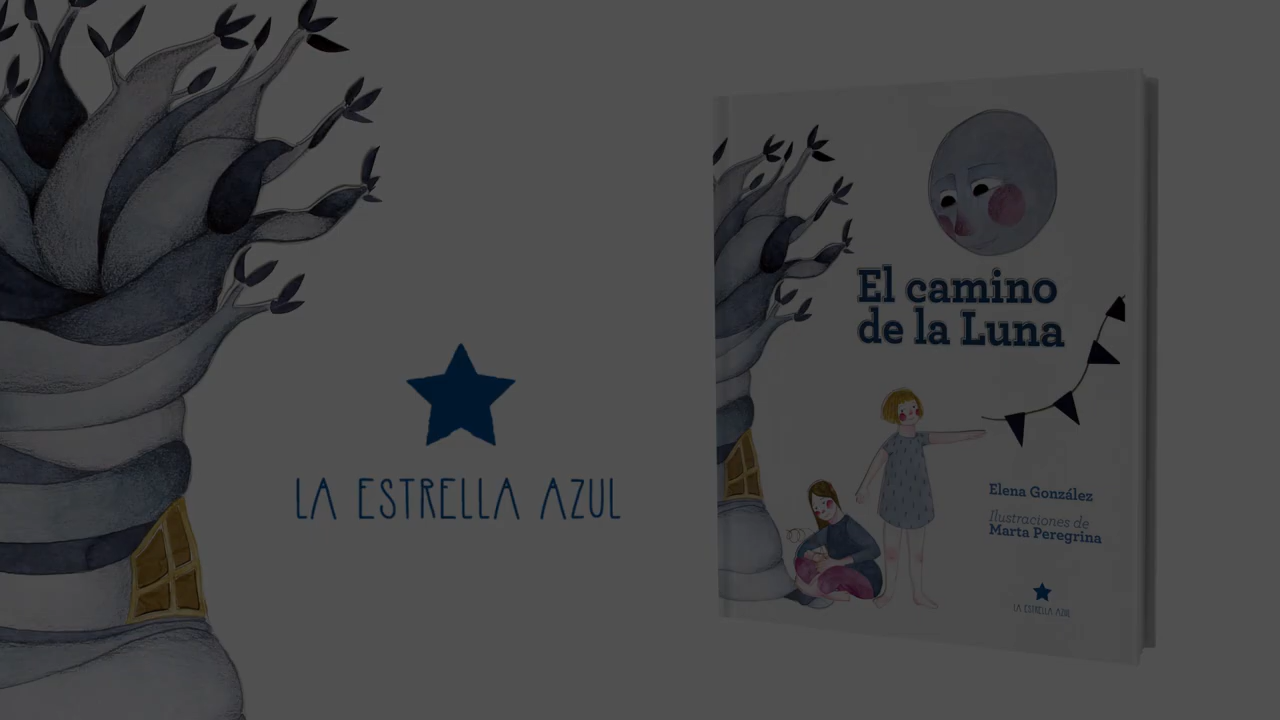 LA ESTRELLA AZUL
El camino
de la Luna
Elena González
Ilustraciones de
Marta Peregrina
LA ESTRELLA AZUL